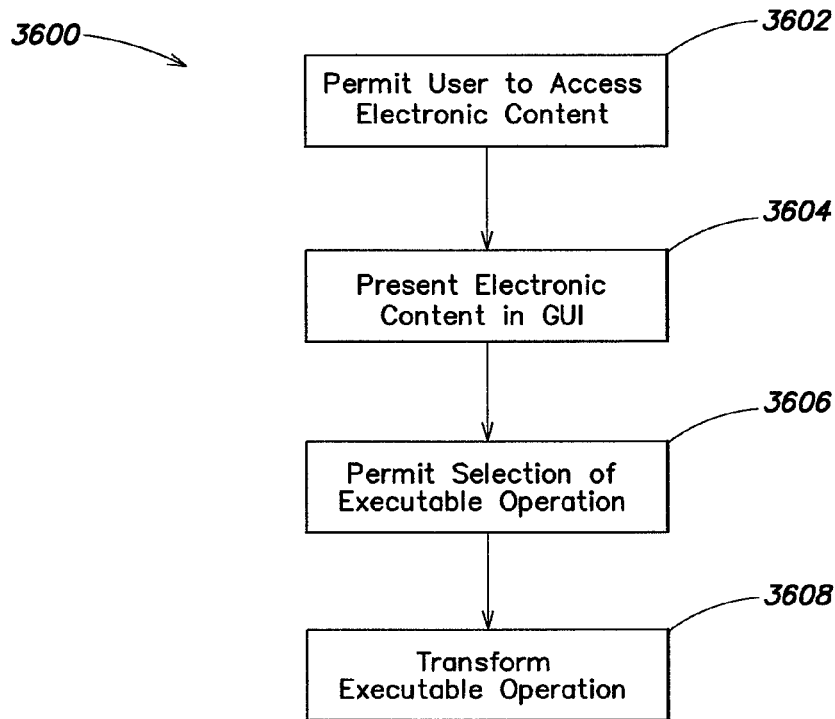 3600
3602
Permit User to Access
Electronic Content
3604
Present Electronic
Content in GUI
3606
Permit Selection of
Executable Operation
3608
Transform
Executable Operation